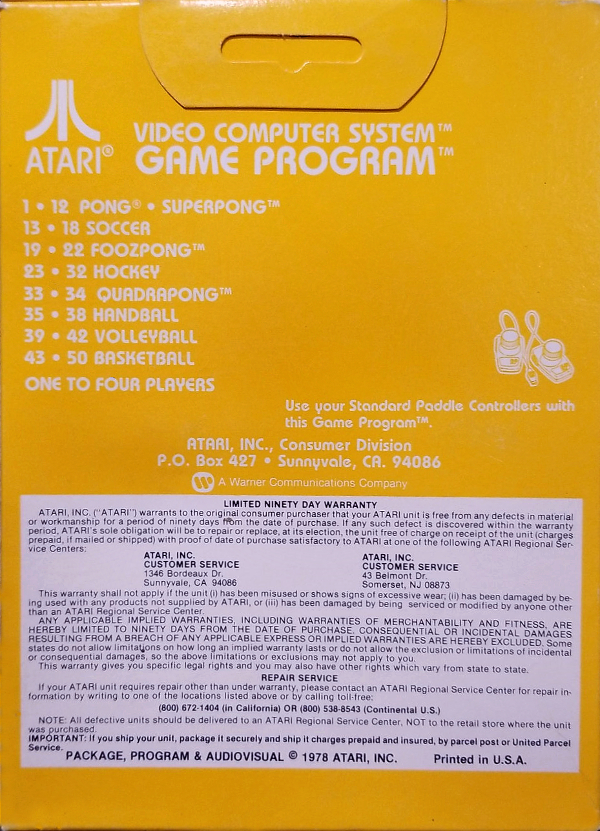 ATARI®
VIDEO COMPUTER SYSTEM™
GAME PROGRAM™
1 • 12 PONG® • SUPERPONG™
13 • 18 SOCCER
19 • 22 FOOZPONG™
23 • 32 HOCKEY
33 • 34 QUADRAPONG™
35 • 38 HANDBALL
39 • 42 VOLLEYBALL
43 • 50 BASKETBALL
ONE TO FOUR PLAYERS
Use your Standard Paddle Controllers with
this Game Program™.
ATARI, INC., Consumer Division
P.O. Box 427 • Sunnyvale, CA. 94086
A Warner Communications Company
LIMITED NINETY DAY WARRANTY
ATARI, INC. ("ATARI") warrants to the original consumer purchaser that your ATARI unit is free from any defects in material
or workmanship for a period of ninety days from the date of purchase. If any such defect is discovered within the warranty
period, ATARI's sole obligation will be to repair or replace, at its election, the unit free of charge on receipt of the unit (charges
prepaid, if mailed or shipped) with proof of date of purchase satisfactory to ATARI at one of the following ATARI Regional Ser-
vice Centers:
ATARI, INC.
CUSTOMER SERVICE
1346 Bordeaux Dr.
Sunnyvale, CA 94086
ATARI, INC.
CUSTOMER SERVICE
43 Belmont Dr.
Somerset, NJ 08873
This warranty shall not apply if the unit (i) has been misused or shows signs of excessive wear; (ii) has been damaged by be-
ing used with any products not supplied by ATARI, or (iii) has been damaged by being serviced or modified by anyone other
than an ATARI Regional Service Center.
ANY APPLICABLE IMPLIED WARRANTIES, INCLUDING WARRANTIES OF MERCHANTABILITY AND FITNESS, ARE
HEREBY LIMITED TO NINETY DAYS FROM THE DATE OF PURCHASE. CONSEQUENTIAL OR INCIDENTAL DAMAGES
RESULTING FROM A BREACH OF ANY APPLICABLE EXPRESS OR IMPLIED WARRANTIES ARE HEREBY EXCLUDED. Some
states do not allow limitations on how long an implied warranty lasts or do not allow the exclusion or limitations of incidental
or consequential damages, so the above limitations or exclusions may not apply to you.
This warranty gives you specific legal rights and you may also have other rights which vary from state to state.
REPAIR SERVICE
If your ATARI unit requires repair other than under warranty, please contact an ATARI Regional Service Center for repair in-
formation by writing to one of the locations listed above or by calling toll-free:
(800) 672-1404 (in California) OR (800) 538-8543 (Continental U.S.)
NOTE: All defective units should be delivered to an ATARI Regional Service Center, NOT to the retail store where the unit
was purchased.
IMPORTANT: If you ship your unit, package it securely and ship it charges prepaid and insured, by parcel post or United Parcel
Service.
PACKAGE, PROGRAM & AUDIOVISUAL © 1978 ATARI, INC.
Printed in U.S.A.